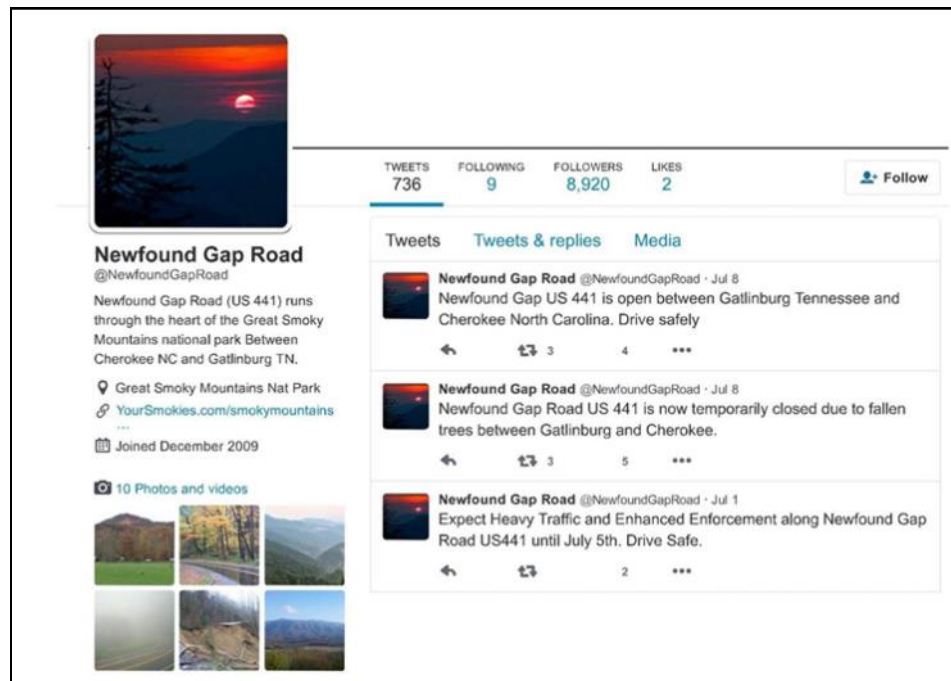 TWEETS FOLLOWING FOLLOWERS LIKES
736 9 8,920 2
Follow
Newfound Gap Road
@NewfoundGapRoad
Newfound Gap Road (US 441) runs
through the heart of the Great Smoky
Mountains national park Between
Cherokee NC and Gatlinburg TN.
Great Smoky Mountains Nat Park
YourSmokies.com/smokymountains
...
Joined December 2009
10 Photos and videos
Tweets Tweets & replies Media
Newfound Gap Road @NewfoundGapRoad · Jul 8
Newfound Gap US 441 is open between Gatlinburg Tennessee and
Cherokee North Carolina. Drive safely
3 4
Newfound Gap Road @NewfoundGapRoad · Jul 8
Newfound Gap Road US 441 is now temporarily closed due to fallen
trees between Gatlinburg and Cherokee.
3 5
Newfound Gap Road @NewfoundGapRoad · Jul 1
Expect Heavy Traffic and Enhanced Enforcement along Newfound Gap
Road US441 until July 5th. Drive Safe.
2